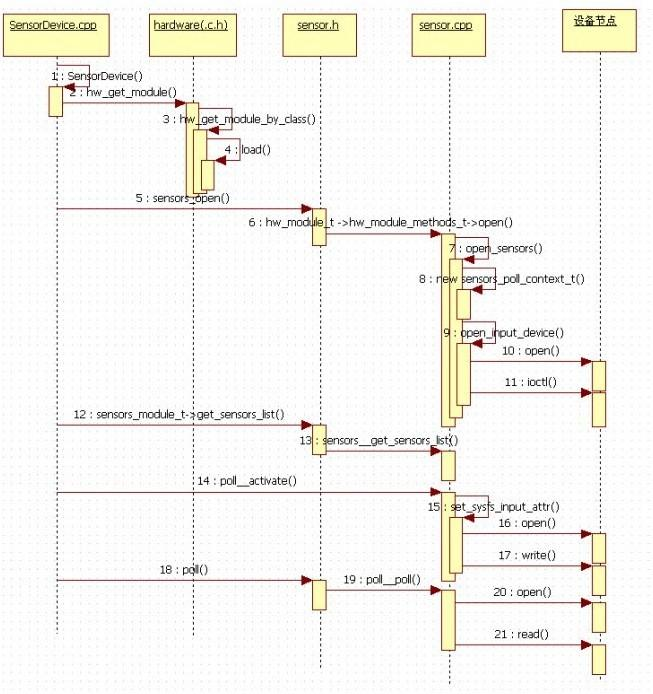 SensorDevice.cpp
hardware(.c.h)
sensor.h
sensor.cpp
设备节点
1 : SensorDevice()
2 : hw_get_module()
3 : hw_get_module_by_class()
4 : load()
5 : sensors_open()
6 : hw_module_t ->hw_module_methods_t->open()
7 : open_sensors()
8 : new sensors_poll_context_t()
9 : open_input_device()
10 : open()
11 : ioctl()
12 : sensors_module_t->get_sensors_list()
13 : sensors__get_sensors_list()
14 : poll__activate()
15 : set_sysfs_input_attr()
16 : open()
17 : write()
18 : poll()
19 : poll__poll()
20 : open()
21 : read()